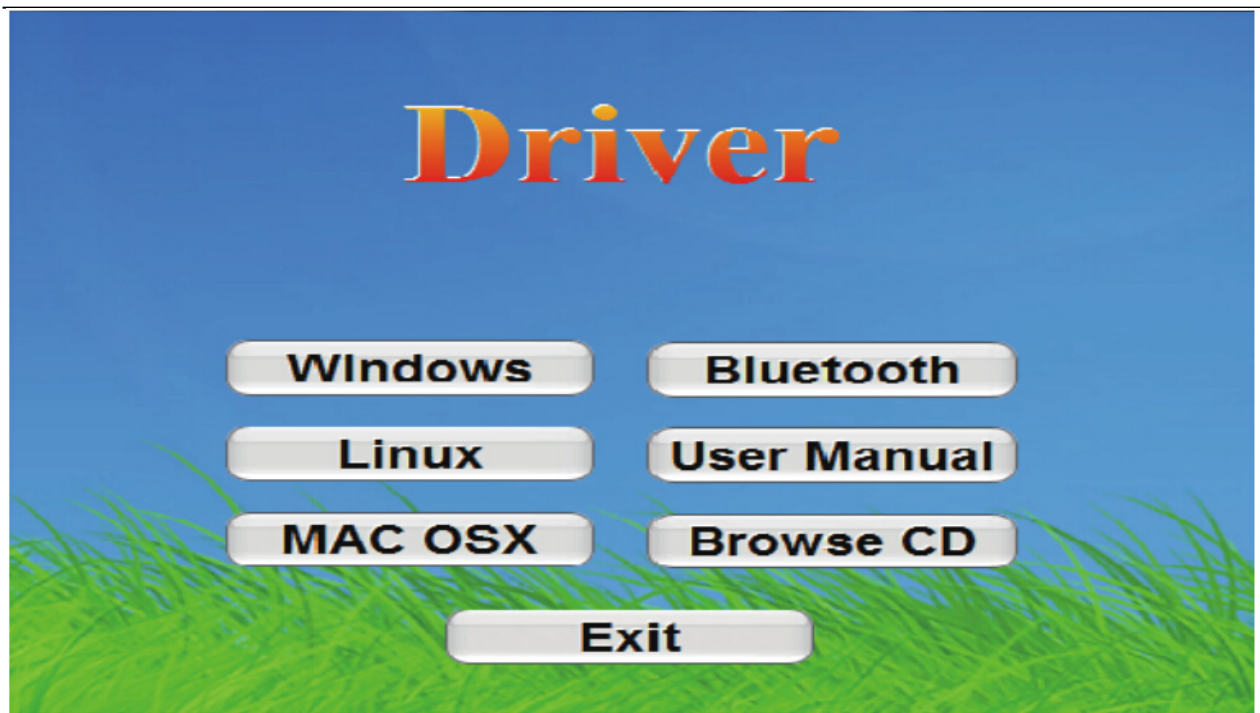 Driver
WIndows
Bluetooth
Linux
User Manual
MAC OSX
Browse CD
Exit